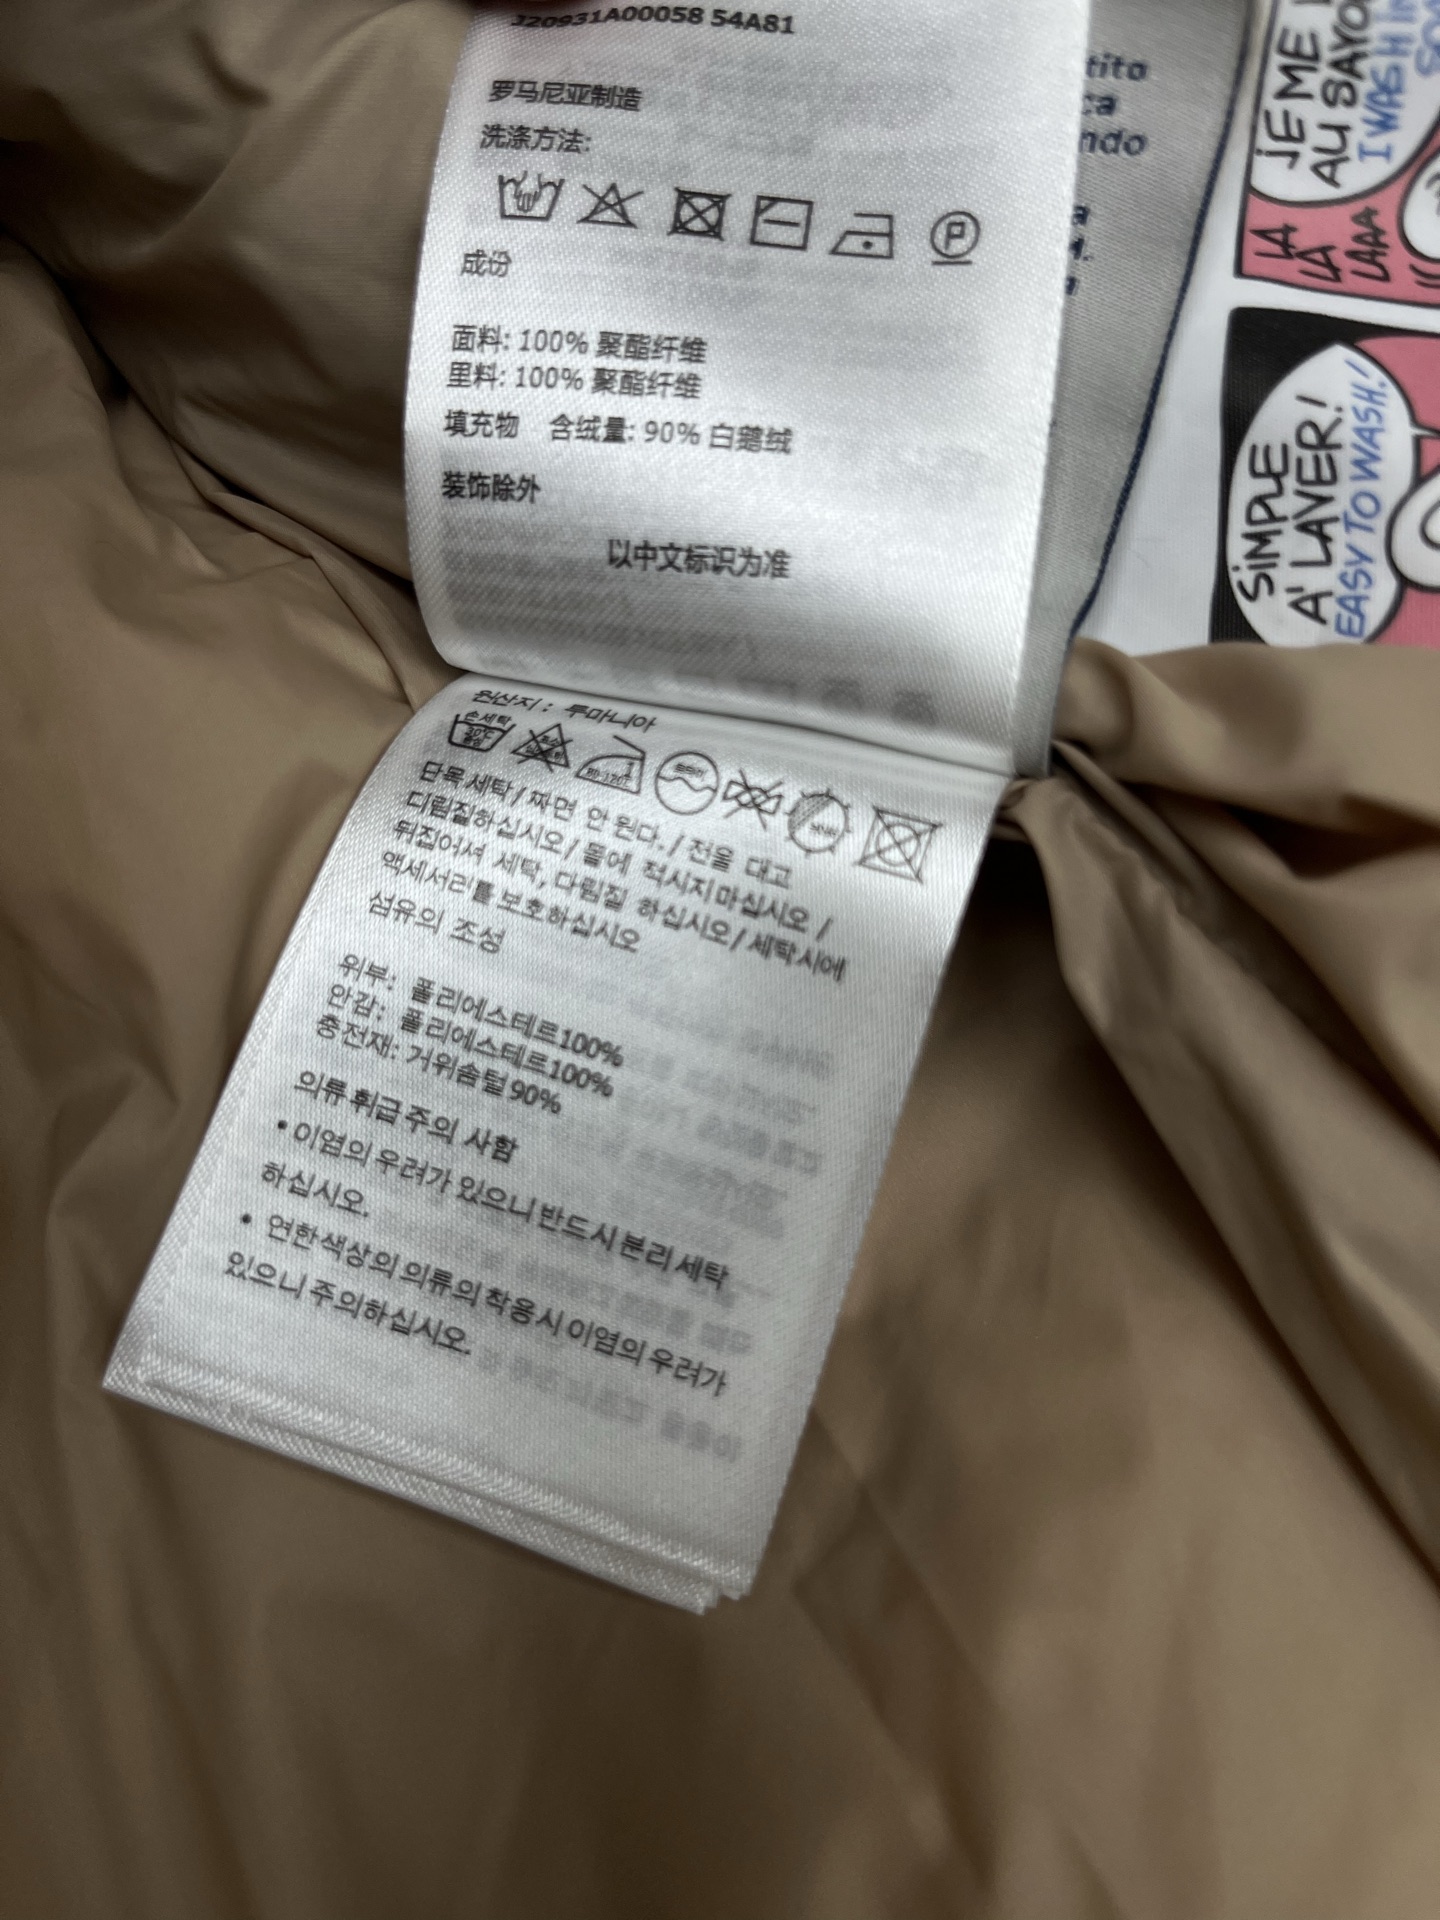 J20931A00058 54A81
罗马尼亚制造
洗涤方法:
P
成份
面料: 100% 聚酯纤维
里料: 100% 聚酯纤维
填充物 含绒量: 90% 白鹅绒
装饰除外
以中文标识为准
원산지 : 루마니아
손세탁
30℃
중성
단독세탁/짜면 안 된다./천을 대고
다림질하십시오/물에 적시지마십시오 /
뒤집어서 세탁, 다림질 하십시오/세탁시에
액세서리를 보호하십시오
섬유의 조성
위부: 폴리에스테르100%
안감: 폴리에스테르100%
충전재: 거위솜털90%
의류 취급 주의 사항
•이염의 우려가 있으니 반드시 분리 세탁
하십시오.
• 연한색상의 의류의 착용시 이염의 우려가
있으니 주의하십시오.
ndo
JE ME
AU SAYO
I WASH IN
LA
LA
LAAA
SIMPLE
A' LAVER!
EASY TO WASH!